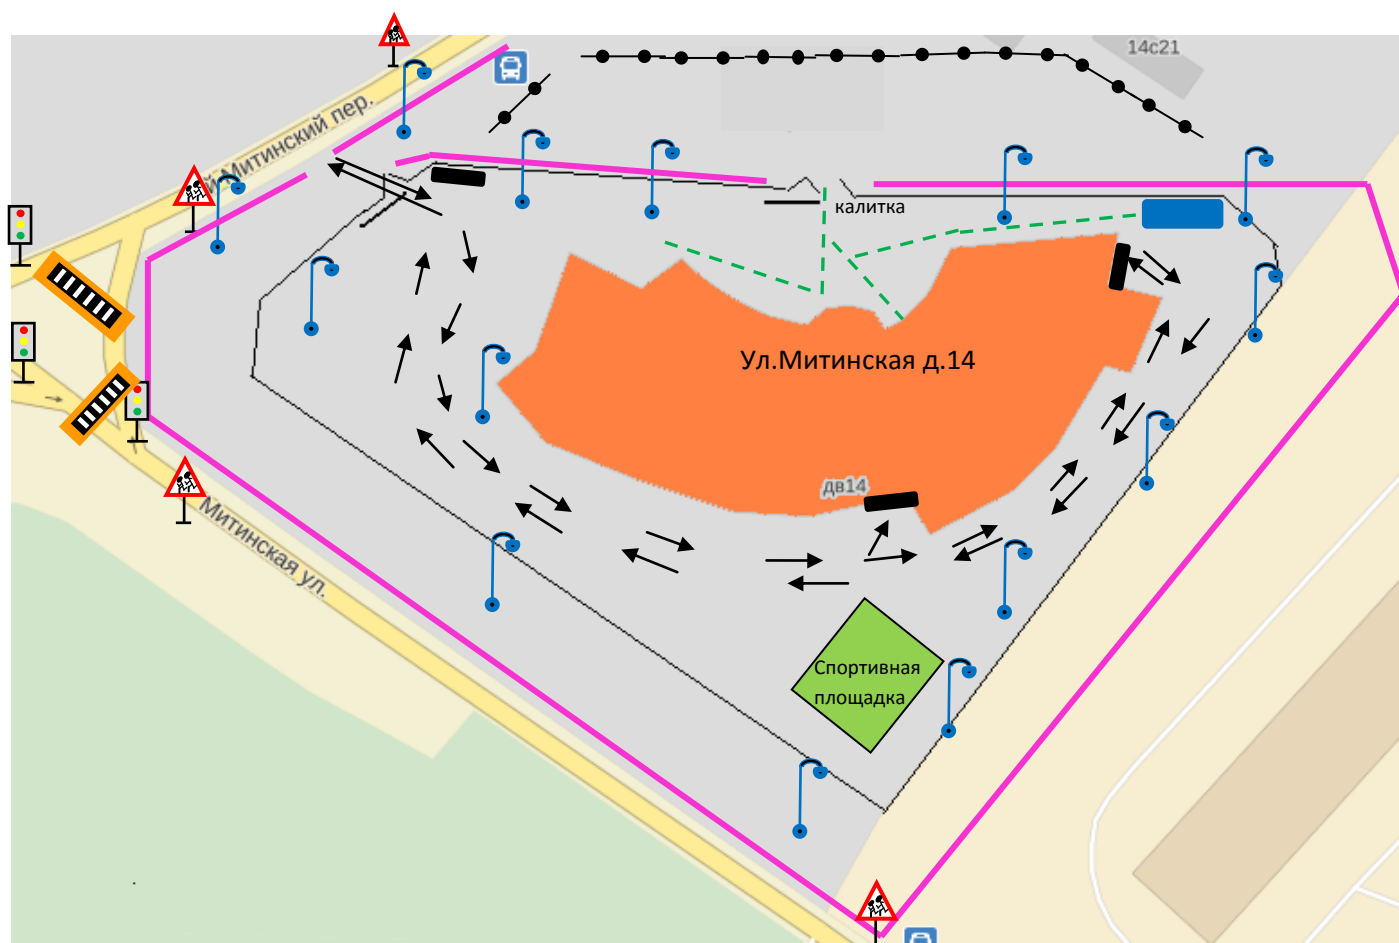 14с21
й Митинский пер.
калитка
Ул.Митинская д.14
дв14
Митинская ул.
Спортивная
площадка